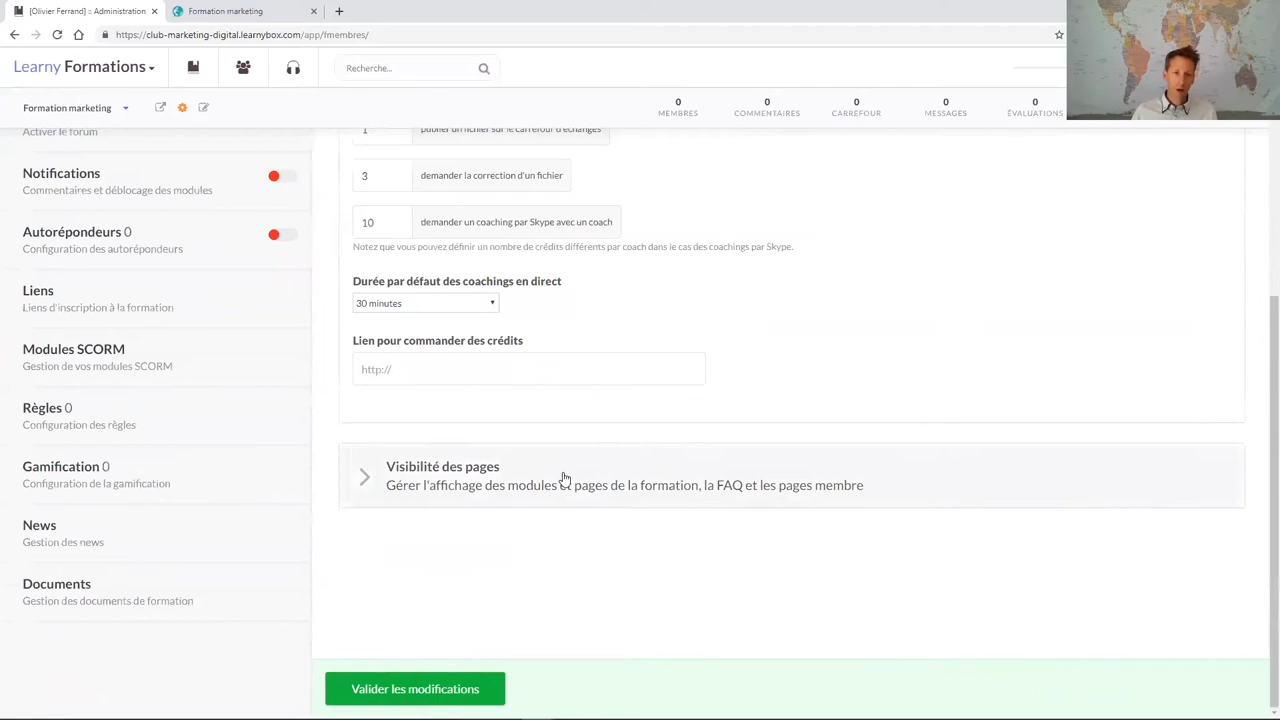 [Olivier Ferrand] :: Administration
Formation marketing
https://club-marketing-digital.learnybox.com/app/fmembres/
Learny Formations
Recherche...
Formation marketing
0
MEMBRES
0
COMMENTAIRES
0
CARREFOUR
0
MESSAGES
0
ÉVALUATIONS
Activer le forum
Notifications
Commentaires et déblocage des modules
Autorépondeurs 0
Configuration des autorépondeurs
Liens
Liens d'inscription à la formation
Modules SCORM
Gestion de vos modules SCORM
Règles 0
Configuration des règles
Gamification 0
Configuration de la gamification
News
Gestion des news
Documents
Gestion des documents de formation
1 publier un fichier sur le carrefour d'échanges
3 demander la correction d'un fichier
10 demander un coaching par Skype avec un coach
Notez que vous pouvez définir un nombre de crédits différents par coach dans le cas des coachings par Skype.
Durée par défaut des coachings en direct
30 minutes
Lien pour commander des crédits
http://
Visibilité des pages
Gérer l'affichage des modules et pages de la formation, la FAQ et les pages membre
Valider les modifications